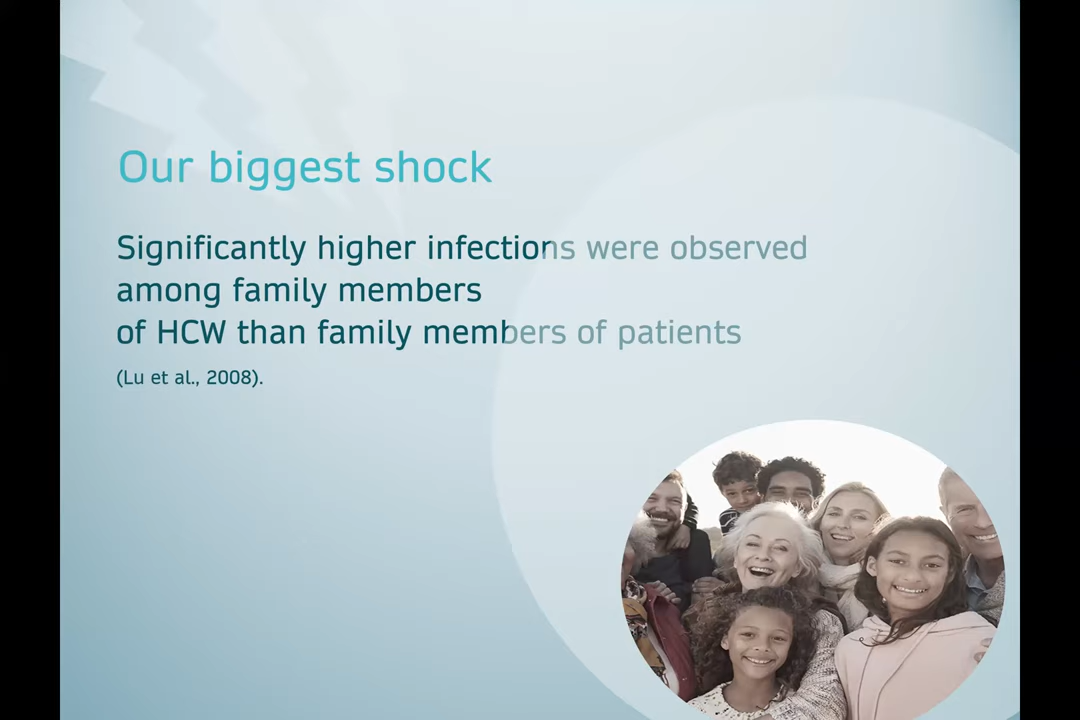 Our biggest shock
Significantly higher infections were observed
among family members
of HCW than family members of patients
(Lu et al., 2008).